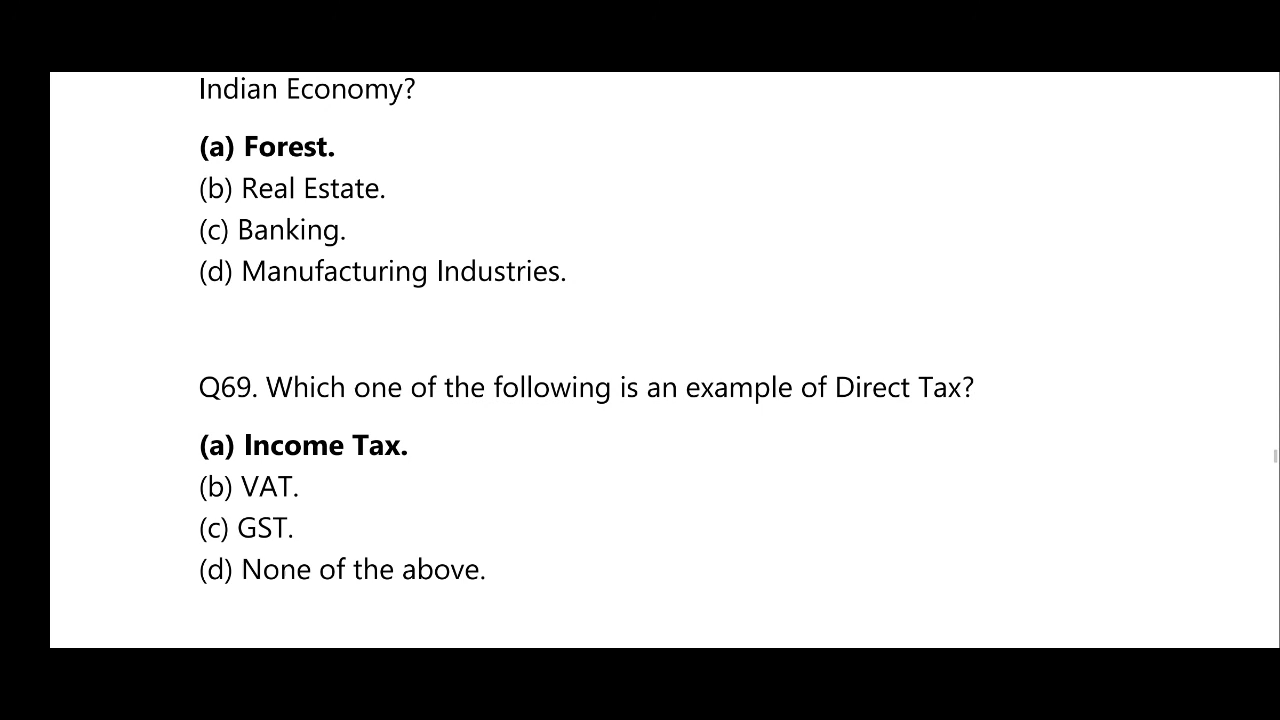 Indian Economy?
(a) Forest.
(b) Real Estate.
(c) Banking.
(d) Manufacturing Industries.
Q69. Which one of the following is an example of Direct Tax?
(a) Income Tax.
(b) VAT.
(c) GST.
(d) None of the above.